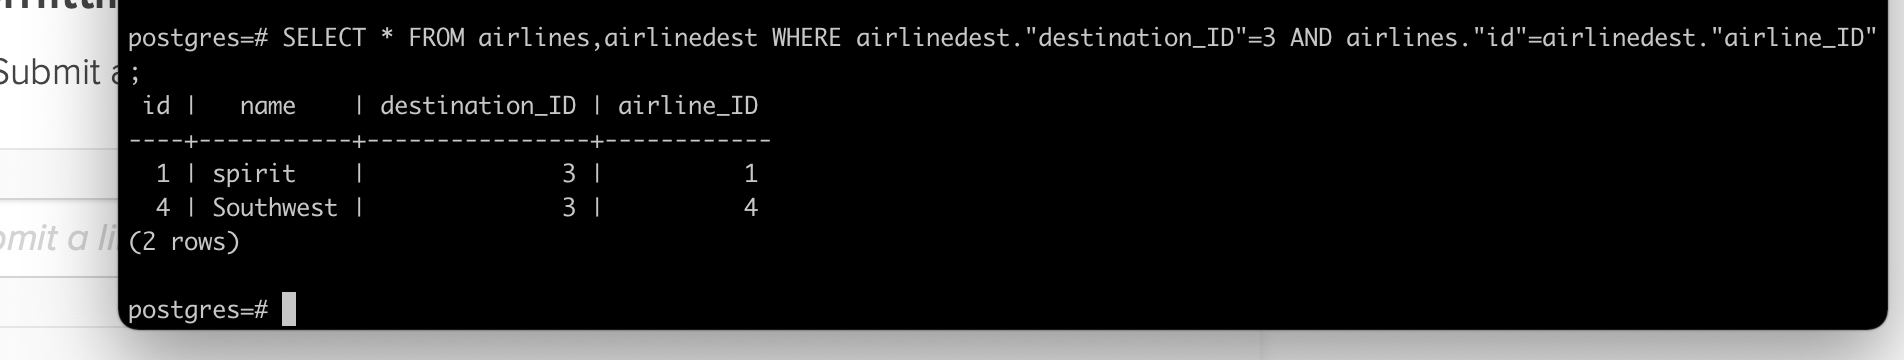 postgres=# SELECT * FROM airlines,airlinedest WHERE airlinedest."destination_ID"=3 AND airlines."id"=airlinedest."airline_ID"
Submit a
;
 id |   name    | destination_ID | airline_ID
----+-----------+----------------+------------
  1 | spirit    |              3 |          1
  4 | Southwest |              3 |          4
mit a li
(2 rows)
postgres=#